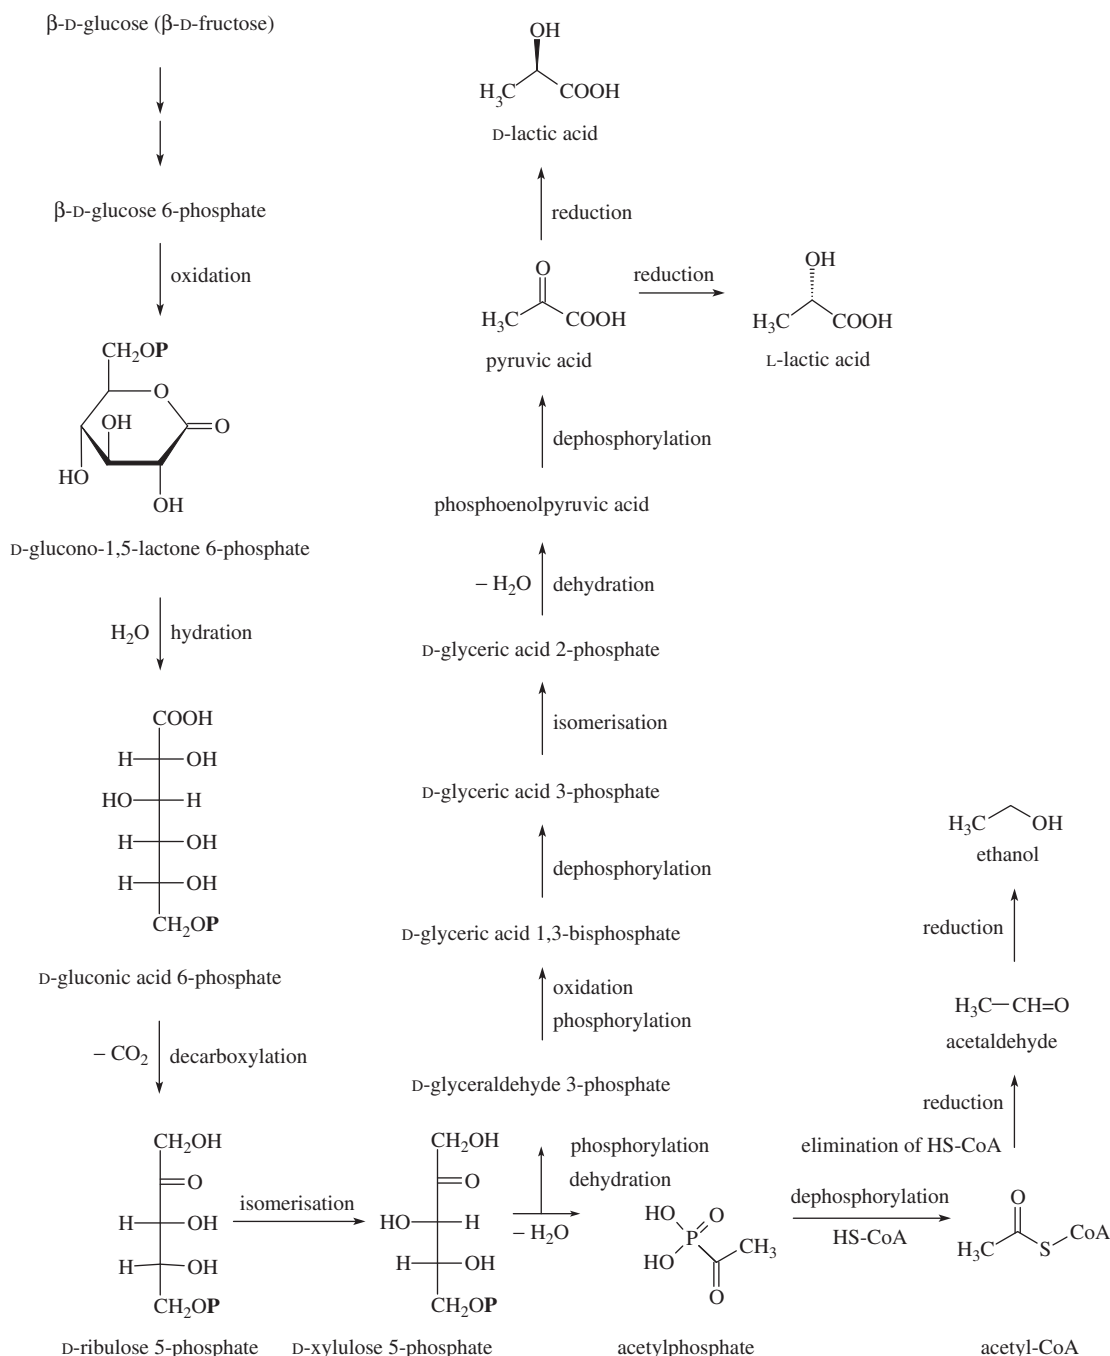 β-D-glucose (β-D-fructose)
β-D-glucose 6-phosphate
oxidation
CH₂OP
O
OH
O
HO
OH
D-glucono-1,5-lactone 6-phosphate
H₂O
hydration
COOH
H
OH
HO
H
H
OH
H
OH
CH₂OP
D-gluconic acid 6-phosphate
– CO₂
decarboxylation
CH₂OH
O
H
OH
H
OH
CH₂OP
D-ribulose 5-phosphate
isomerisation
CH₂OH
O
HO
H
H
OH
CH₂OP
D-xylulose 5-phosphate
– H₂O
phosphorylation
dehydration
D-glyceraldehyde 3-phosphate
oxidation
phosphorylation
D-glyceric acid 1,3-bisphosphate
dephosphorylation
D-glyceric acid 3-phosphate
isomerisation
D-glyceric acid 2-phosphate
– H₂O
dehydration
phosphoenolpyruvic acid
dephosphorylation
O
H₃C
COOH
pyruvic acid
reduction
OH
H₃C
COOH
D-lactic acid
reduction
OH
H₃C
COOH
L-lactic acid
HO
O
P
HO
CH₃
O
acetylphosphate
dephosphorylation
HS-CoA
O
H₃C
S
CoA
acetyl-CoA
reduction
elimination of HS-CoA
H₃C CH=O
acetaldehyde
reduction
H₃C
OH
ethanol